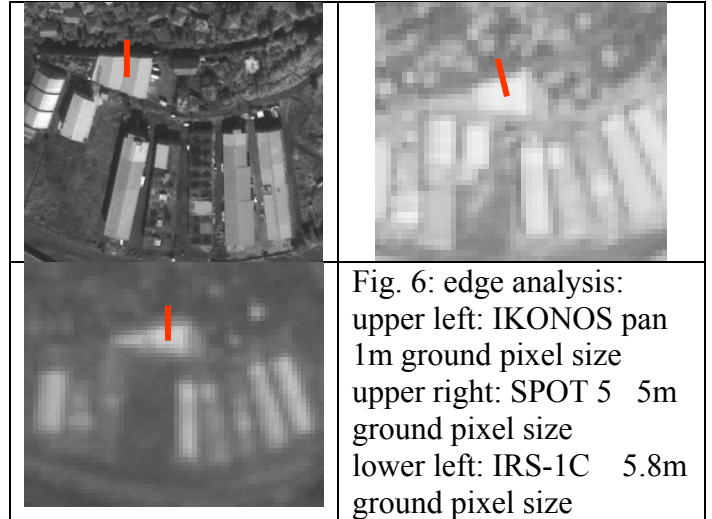 Fig. 6: edge analysis:
upper left: IKONOS pan
1m ground pixel size
upper right: SPOT 5 5m
ground pixel size
lower left: IRS-1C 5.8m
ground pixel size